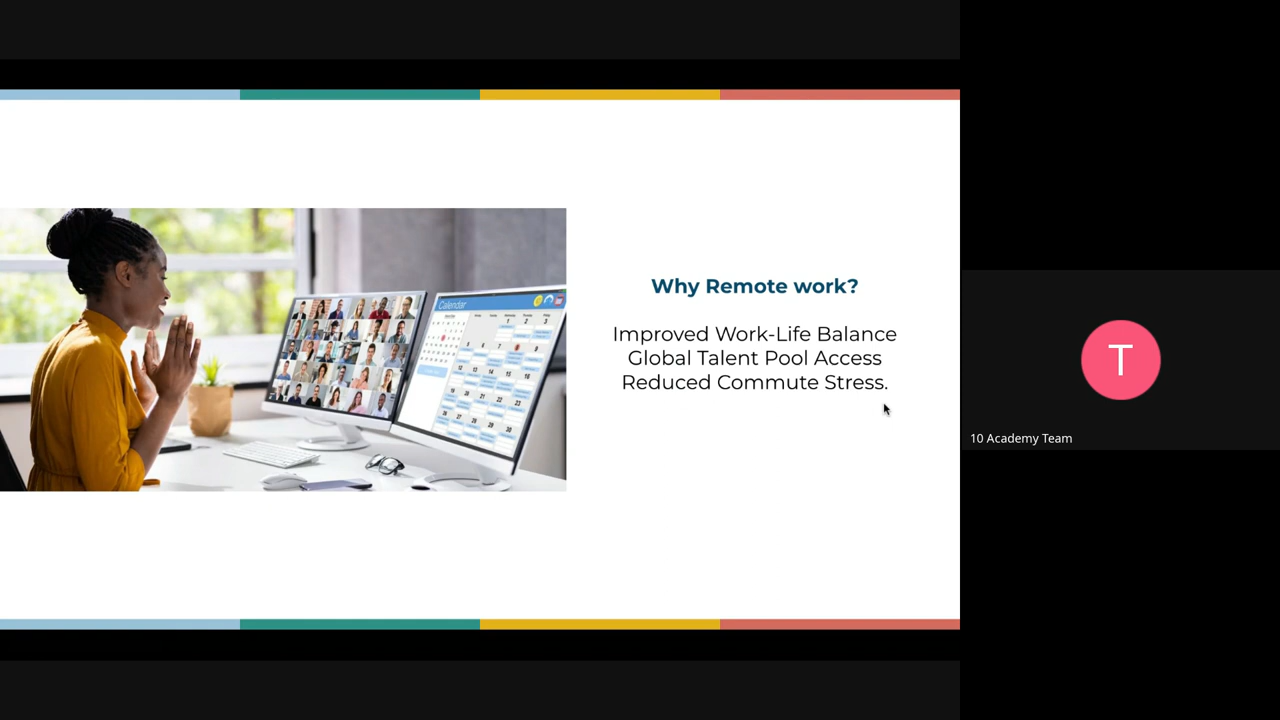 Why Remote work?
Improved Work-Life Balance
Global Talent Pool Access
Reduced Commute Stress.
Calendar
T
10 Academy Team